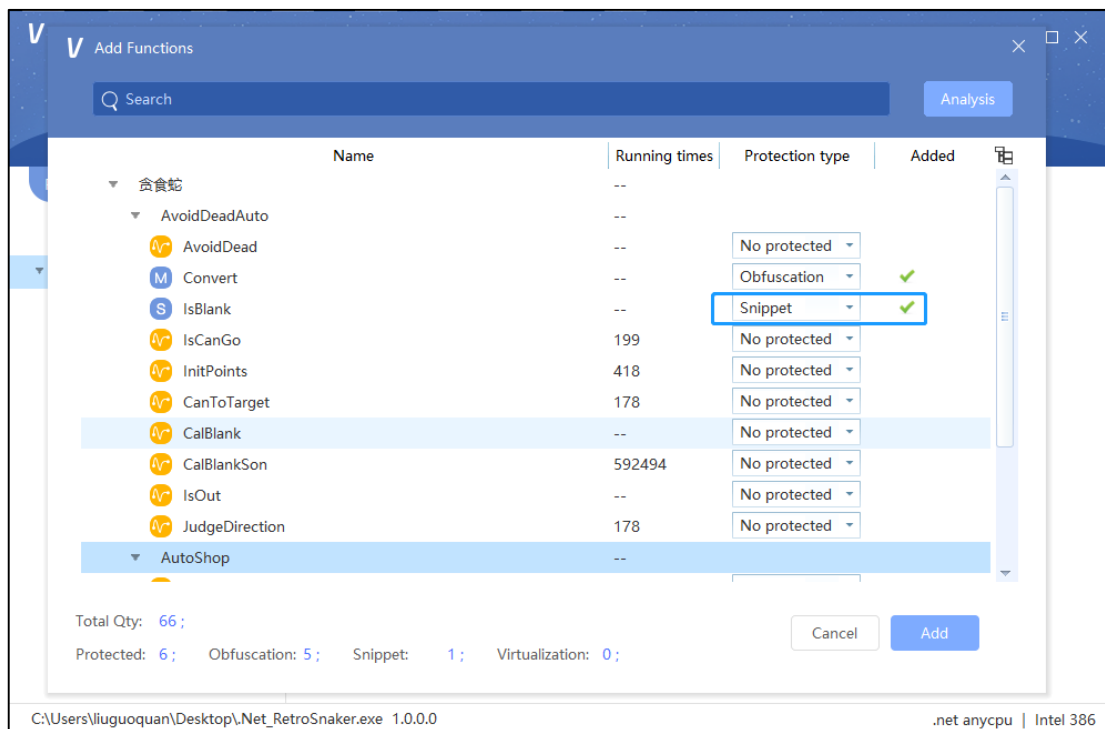 V
V Add Functions
Search
Analysis
Name Running times Protection type Added
贪食蛇 --
AvoidDeadAuto --
AvoidDead -- No protected
M Convert -- Obfuscation
S IsBlank -- Snippet
IsCanGo 199 No protected
InitPoints 418 No protected
CanToTarget 178 No protected
CalBlank -- No protected
CalBlankSon 592494 No protected
IsOut -- No protected
JudgeDirection 178 No protected
AutoShop --
Total Qty: 66 ;
Cancel Add
Protected: 6 ; Obfuscation: 5 ; Snippet: 1 ; Virtualization: 0 ;
C:\Users\liuguoquan\Desktop\.Net_RetroSnaker.exe 1.0.0.0 .net anycpu | Intel 386